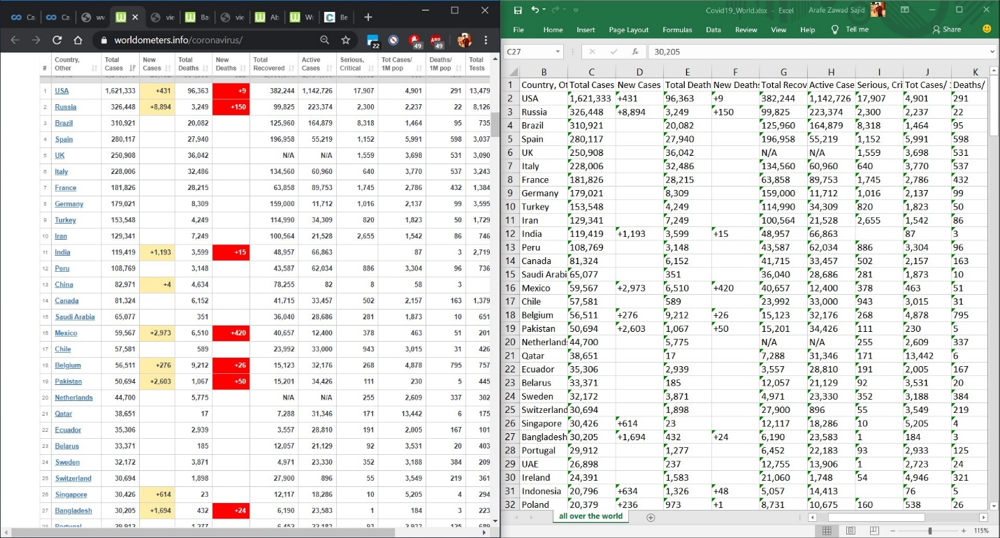 Ca Ca wv W vie Ba vie Ab Wc Be
worldometers.info/coronavirus/ 22 49 ABP 49
# Country, Other Total Cases New Cases Total Deaths New Deaths Total Recovered Active Cases Serious, Critical Tot Cases/ 1M pop Deaths/ 1M pop Total Tests
1 USA 1,621,333 +431 96,363 +9 382,244 1,142,726 17,907 4,901 291 13,479
2 Russia 326,448 +8,894 3,249 +150 99,825 223,374 2,300 2,237 22 8,126
3 Brazil 310,921 20,082 125,960 164,879 8,318 1,464 95 735
4 Spain 280,117 27,940 196,958 55,219 1,152 5,991 598 3,037
5 UK 250,908 36,042 N/A N/A 1,559 3,698 531 3,090
6 Italy 228,006 32,486 134,560 60,960 640 3,770 537 3,243
7 France 181,826 28,215 63,858 89,753 1,745 2,786 432 1,384
8 Germany 179,021 8,309 159,000 11,712 1,016 2,137 99 3,595
9 Turkey 153,548 4,249 114,990 34,309 820 1,823 50 1,729
10 Iran 129,341 7,249 100,564 21,528 2,655 1,542 86 746
11 India 119,419 +1,193 3,599 +15 48,957 66,863 87 3 2,719
12 Peru 108,769 3,148 43,587 62,034 886 3,304 96 736
13 China 82,971 +4 4,634 78,255 82 8 58 3
14 Canada 81,324 6,152 41,715 33,457 502 2,157 163 1,379
15 Saudi Arabia 65,077 351 36,040 28,686 281 1,873 10 651
16 Mexico 59,567 +2,973 6,510 +420 40,657 12,400 378 463 51 201
17 Chile 57,581 589 23,992 33,000 943 3,015 31 426
18 Belgium 56,511 +276 9,212 +26 15,123 32,176 268 4,878 795 757
19 Pakistan 50,694 +2,603 1,067 +50 15,201 34,426 111 230 5 445
20 Netherlands 44,700 5,775 N/A N/A 255 2,609 337 302
21 Qatar 38,651 17 7,288 31,346 171 13,442 6 175
22 Ecuador 35,306 2,939 3,557 28,810 191 2,005 167 101
23 Belarus 33,371 185 12,057 21,129 92 3,531 20 403
24 Sweden 32,172 3,871 4,971 23,330 352 3,188 384 209
25 Switzerland 30,694 1,898 27,900 896 55 3,549 219 361
26 Singapore 30,426 +614 23 12,117 18,286 10 5,205 4 294
27 Bangladesh 30,205 +1,694 432 +24 6,190 23,583 1 184 3 223
28 Portugal 29,912 1,277 6,452 22,183 93 2,933 125
Covid19_World.xlsx - Excel Arafe Zawad Sajid
File Home Insert Page Layout Formulas Data Review View Help Tell me Share
C27 fx 30,205
B C D E F G H I J K
1 Country, Ot Total Cases New Cases Total Death New Death Total Recov Active Case Serious, Cri Tot Cases/ Deaths/
2 USA 1,621,333 +431 96,363 +9 382,244 1,142,726 17,907 4,901 291
3 Russia 326,448 +8,894 3,249 +150 99,825 223,374 2,300 2,237 22
4 Brazil 310,921 20,082 125,960 164,879 8,318 1,464 95
5 Spain 280,117 27,940 196,958 55,219 1,152 5,991 598
6 UK 250,908 36,042 N/A N/A 1,559 3,698 531
7 Italy 228,006 32,486 134,560 60,960 640 3,770 537
8 France 181,826 28,215 63,858 89,753 1,745 2,786 432
9 Germany 179,021 8,309 159,000 11,712 1,016 2,137 99
10 Turkey 153,548 4,249 114,990 34,309 820 1,823 50
11 Iran 129,341 7,249 100,564 21,528 2,655 1,542 86
12 India 119,419 +1,193 3,599 +15 48,957 66,863 87 3
13 Peru 108,769 3,148 43,587 62,034 886 3,304 96
14 Canada 81,324 6,152 41,715 33,457 502 2,157 163
15 Saudi Arabi 65,077 351 36,040 28,686 281 1,873 10
16 Mexico 59,567 +2,973 6,510 +420 40,657 12,400 378 463 51
17 Chile 57,581 589 23,992 33,000 943 3,015 31
18 Belgium 56,511 +276 9,212 +26 15,123 32,176 268 4,878 795
19 Pakistan 50,694 +2,603 1,067 +50 15,201 34,426 111 230 5
20 Netherland 44,700 5,775 N/A N/A 255 2,609 337
21 Qatar 38,651 17 7,288 31,346 171 13,442 6
22 Ecuador 35,306 2,939 3,557 28,810 191 2,005 167
23 Belarus 33,371 185 12,057 21,129 92 3,531 20
24 Sweden 32,172 3,871 4,971 23,330 352 3,188 384
25 Switzerland 30,694 1,898 27,900 896 55 3,549 219
26 Singapore 30,426 +614 23 12,117 18,286 10 5,205 4
27 Bangladesh 30,205 +1,694 432 +24 6,190 23,583 1 184 3
28 Portugal 29,912 1,277 6,452 22,183 93 2,933 125
29 UAE 26,898 237 12,755 13,906 1 2,723 24
30 Ireland 24,391 1,583 21,060 1,748 54 4,946 321
31 Indonesia 20,796 +634 1,326 +48 5,057 14,413 76 5
32 Poland 20,379 +236 973 +1 8,731 10,675 160 538 26
all over the world
115%